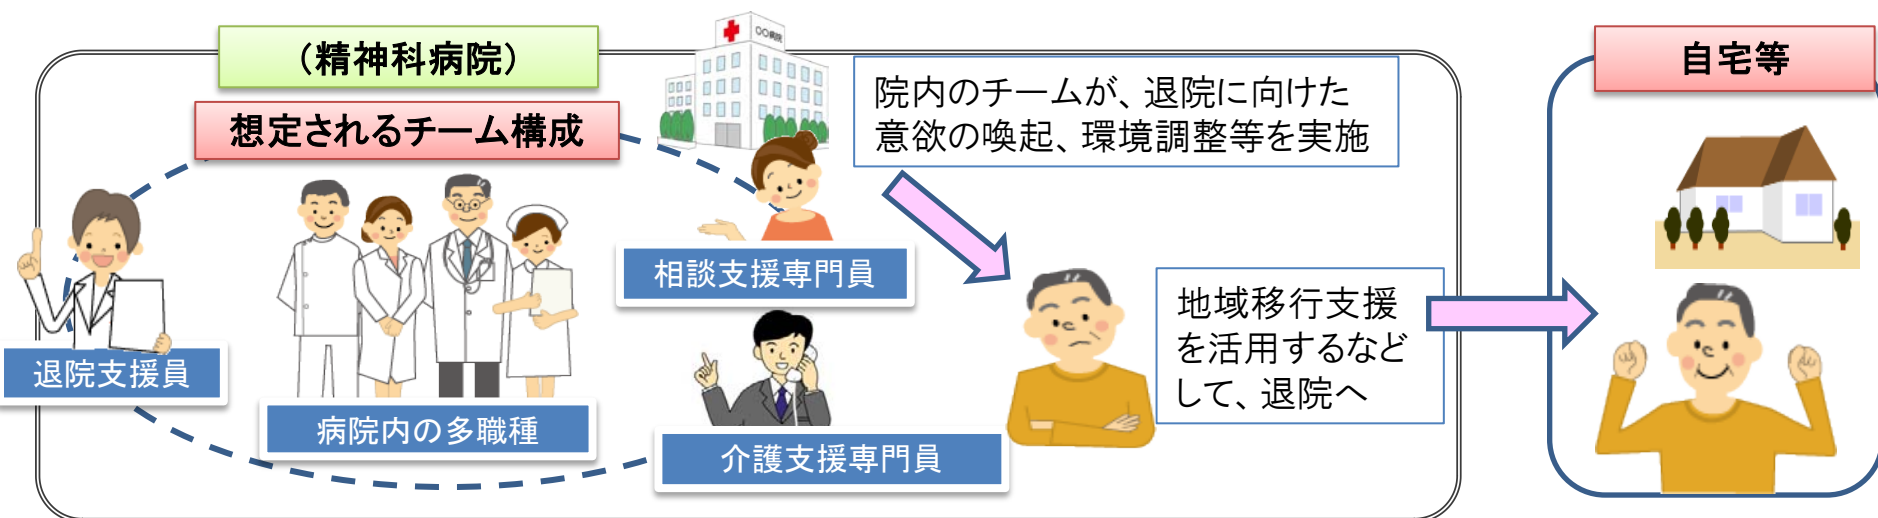 （精神科病院）
想定されるチーム構成
〇〇病院
院内のチームが、退院に向けた
意欲の喚起、環境調整等を実施
相談支援専門員
退院支援員
病院内の多職種
介護支援専門員
地域移行支援
を活用するなど
して、退院へ
自宅等